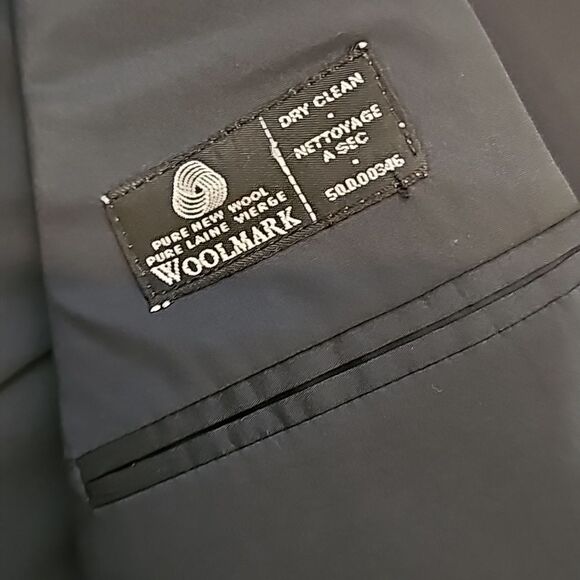 PURE NEW WOOL
PURE LAINE VIERGE
WOOLMARK
DRY CLEAN
•
NETTOYAGE
A SEC
•
50.0.00346